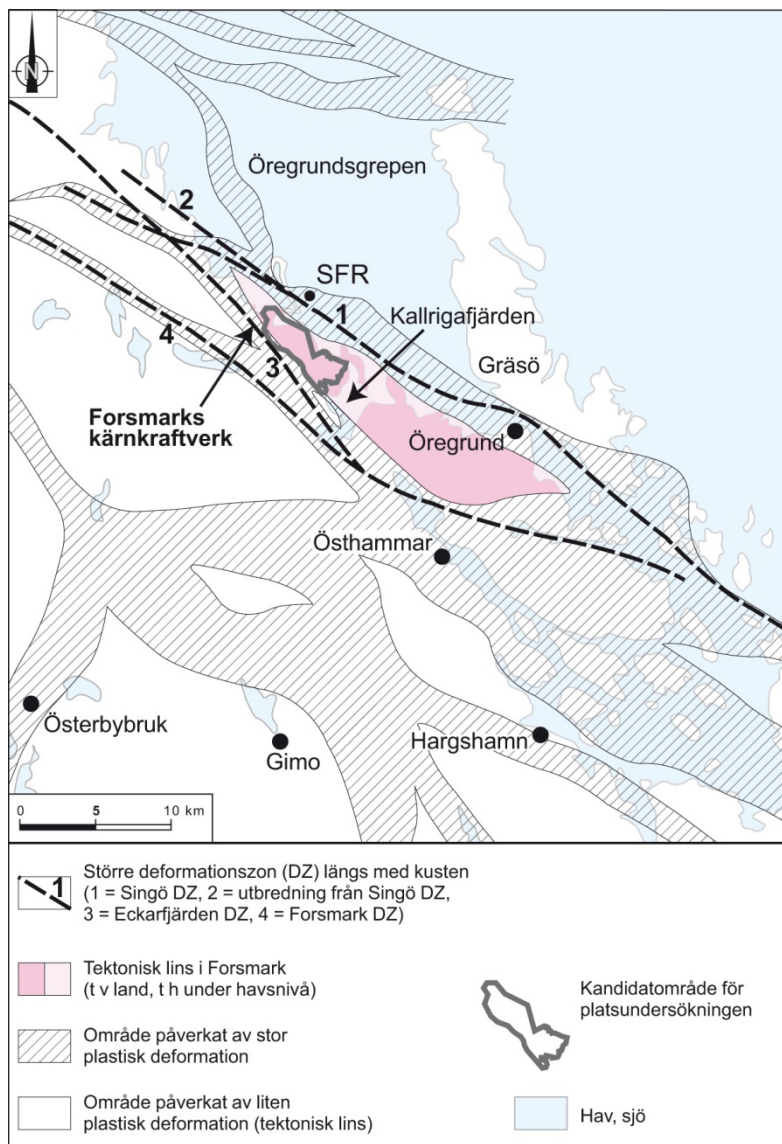 N
Öregrundsgrepen
2
SFR
1
Kallrigafjärden
Gräsö
4
3
Forsmarks
kärnkraftverk
Öregrund
Östhammar
Österbybruk
Gimo
Hargshamn
0 5 10 km
1
Större deformationszon (DZ) längs med kusten
(1 = Singö DZ, 2 = utbredning från Singö DZ,
3 = Eckarfjärden DZ, 4 = Forsmark DZ)
Tektonisk lins i Forsmark
(t v land, t h under havsnivå)
Område påverkat av stor
plastisk deformation
Område påverkat av liten
plastisk deformation (tektonisk lins)
Kandidatområde för
platsundersökningen
Hav, sjö